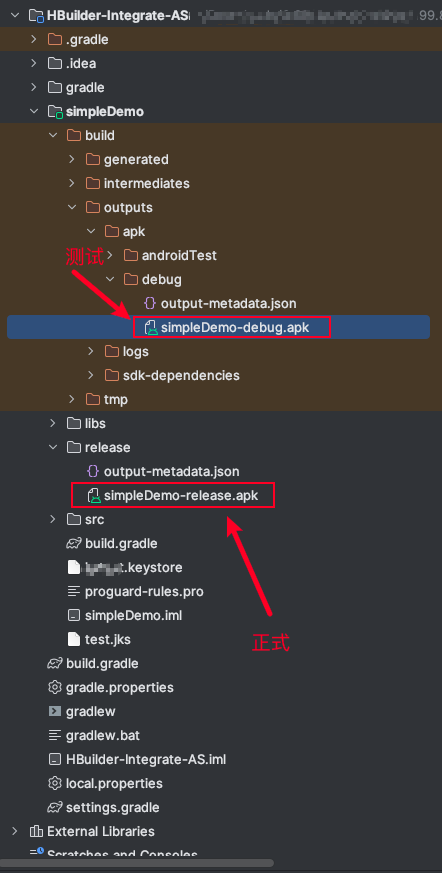 HBuilder-Integrate-AS
.gradle
.idea
gradle
simpleDemo
build
generated
intermediates
outputs
apk
测试
androidTest
debug
output-metadata.json
simpleDemo-debug.apk
logs
sdk-dependencies
tmp
libs
release
output-metadata.json
simpleDemo-release.apk
src
build.gradle
.keystore
proguard-rules.pro
simpleDemo.iml
test.jks
正式
build.gradle
gradle.properties
gradlew
gradlew.bat
HBuilder-Integrate-AS.iml
local.properties
settings.gradle
External Libraries
Scratches and Consoles